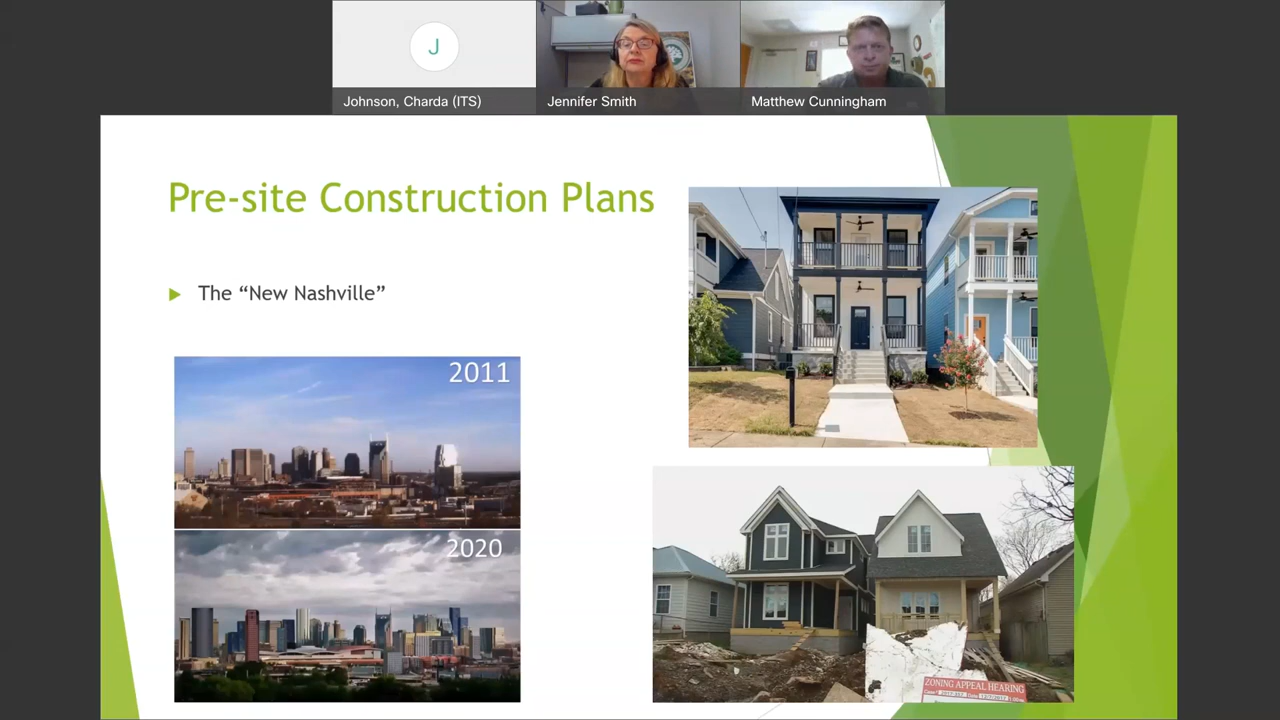 J
Johnson, Charda (ITS)
Jennifer Smith
Matthew Cunningham
Pre-site Construction Plans
The “New Nashville”
2011
2020
ZONING APPEAL HEARING